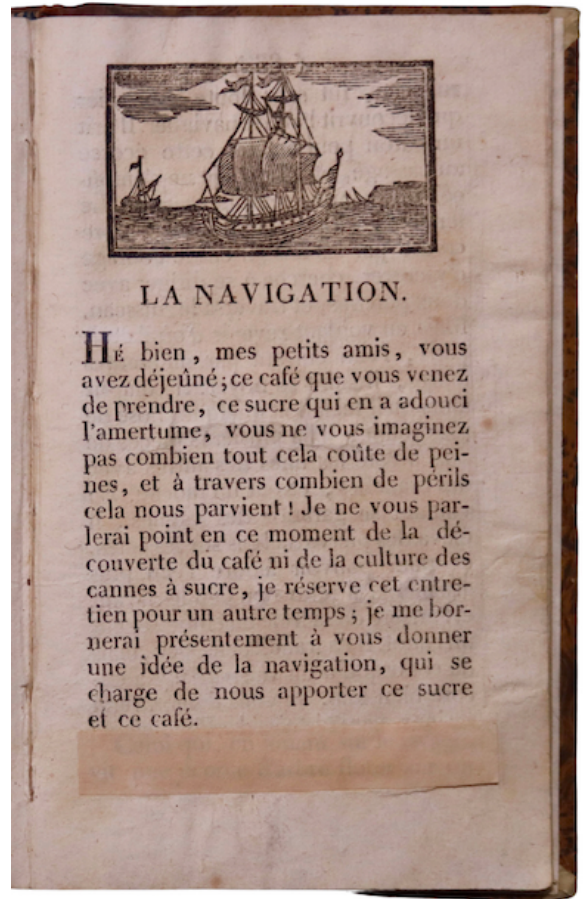 LA NAVIGATION.
HÉ bien, mes petits amis, vous
avez déjeûné; ce café que vous venez
de prendre, ce sucre qui en a adouci
l'amertume, vous ne vous imaginez
pas combien tout cela coûte de pei-
nes, et à travers combien de périls
cela nous parvient! Je ne vous par-
lerai point en ce moment de la dé-
couverte du café ni de la culture des
cannes à sucre, je réserve cet entre-
tien pour un autre temps; je me bor-
nerai présentement à vous donner
une idée de la navigation, qui se
charge de nous apporter ce sucre
et ce café.